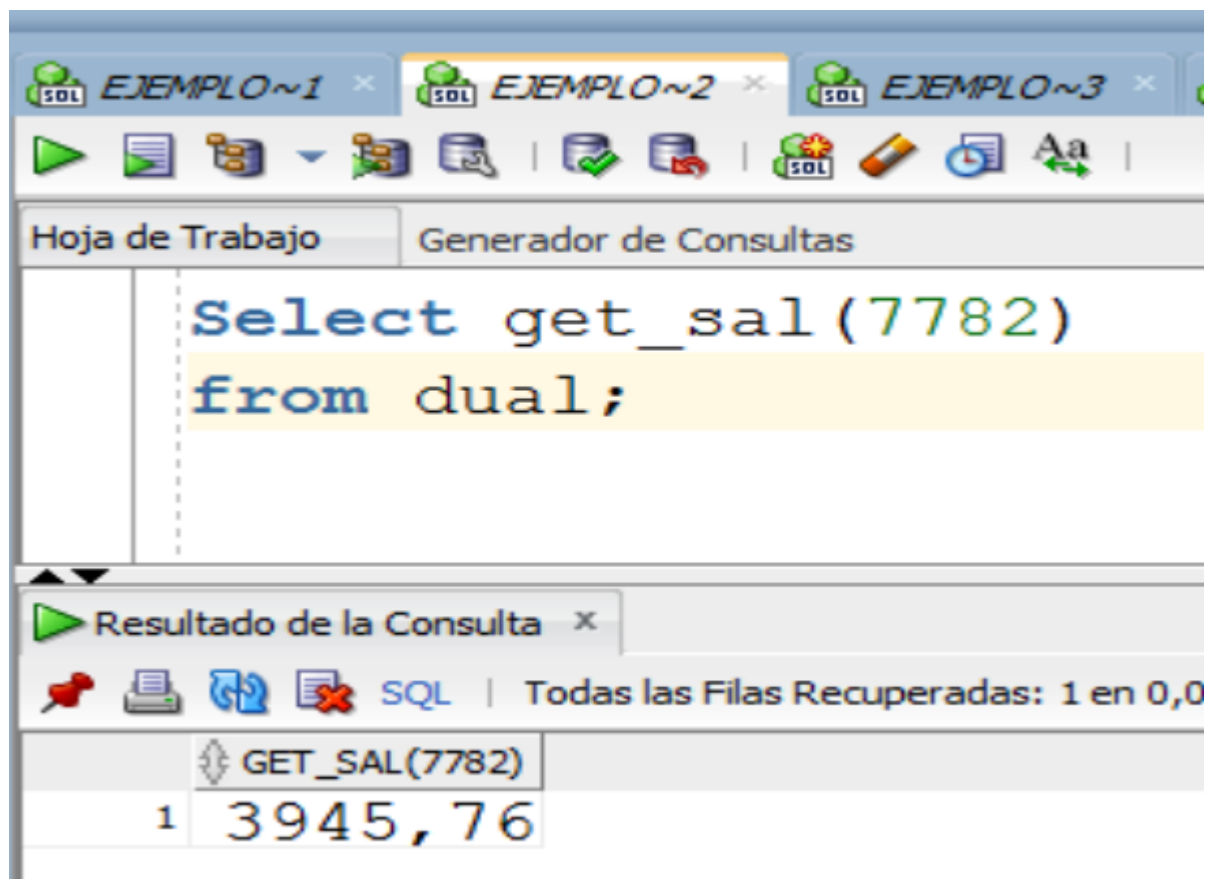 EJEMPLO~1 EJEMPLO~2 EJEMPLO~3
Aa
Hoja de Trabajo Generador de Consultas
Select get_sal(7782)
from dual;
Resultado de la Consulta
SQL | Todas las Filas Recuperadas: 1 en 0,0
GET_SAL(7782)
1 3945,76